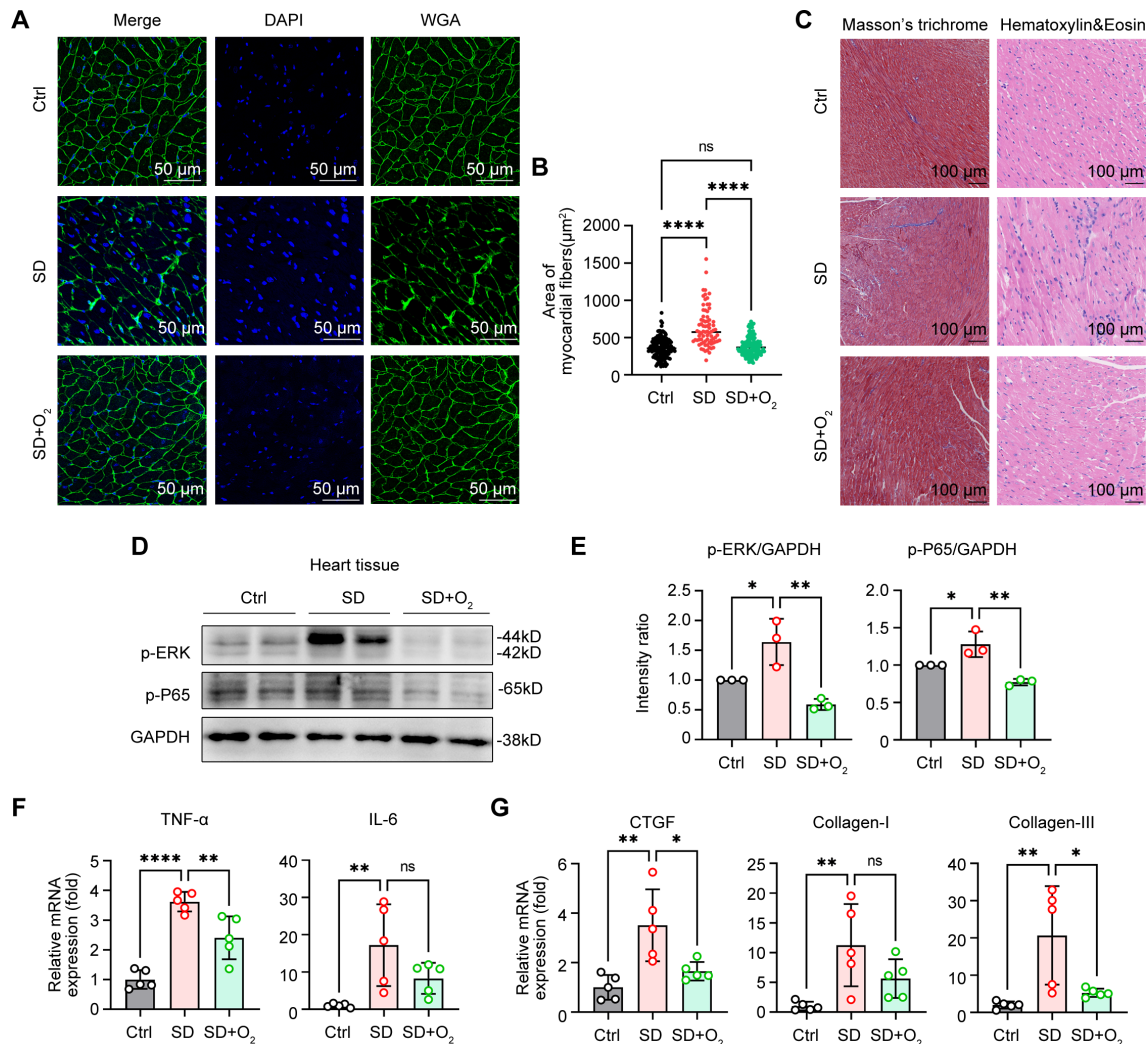 A
Merge DAPI WGA
Ctrl
50 µm 50 µm 50 µm
SD
50 µm 50 µm 50 µm
SD+O2
50 µm 50 µm 50 µm
B
ns
****
****
Area of
myocardial fibers(µm²)
2000
1500
1000
500
0
Ctrl SD SD+O2
C
Masson's trichrome Hematoxylin&Eosin
Ctrl
100 µm 100 µm
SD
100 µm 100 µm
SD+O2
100 µm 100 µm
D
Heart tissue
Ctrl SD SD+O2
p-ERK
-44kD
-42kD
p-P65 -65kD
GAPDH -38kD
E
p-ERK/GAPDH
* **
Intensity ratio
2.5
2.0
1.5
1.0
0.5
0
Ctrl SD SD+O2
p-P65/GAPDH
* **
2.0
1.5
1.0
0.5
0.0
Ctrl SD SD+O2
F
TNF-α
**** **
Relative mRNA
expression (fold)
5
4
3
2
1
0
Ctrl SD SD+O2
IL-6
** ns
40
30
20
10
0
Ctrl SD SD+O2
G
CTGF
** *
Relative mRNA
expression (fold)
6
4
2
0
Ctrl SD SD+O2
Collagen-I
** ns
25
20
15
10
5
0
Ctrl SD SD+O2
Collagen-III
** *
40
30
20
10
0
Ctrl SD SD+O2